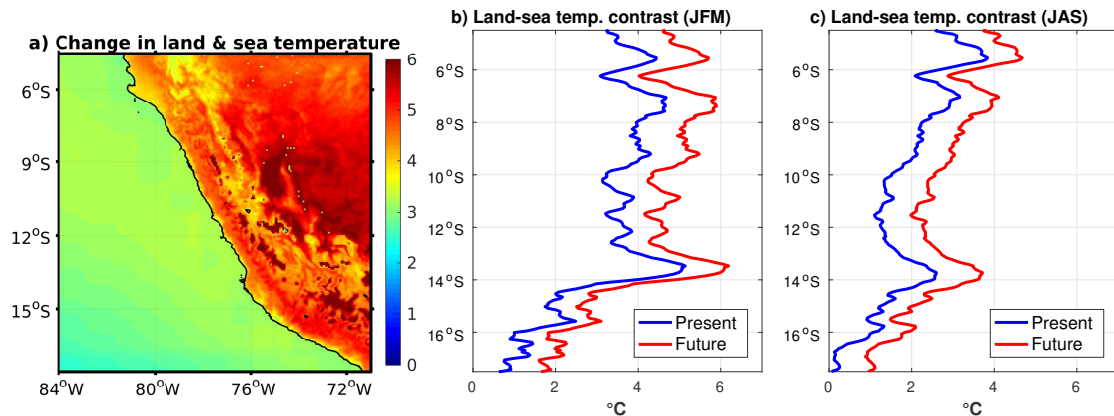 a) Change in land & sea temperature
6°S
9°S
12°S
15°S
84°W
80°W
76°W
72°W
6
5
4
3
2
1
0
b) Land-sea temp. contrast (JFM)
6°S
8°S
10°S
12°S
14°S
16°S
0
2
4
6
°C
Present
Future
c) Land-sea temp. contrast (JAS)
6°S
8°S
10°S
12°S
14°S
16°S
0
2
4
6
°C
Present
Future